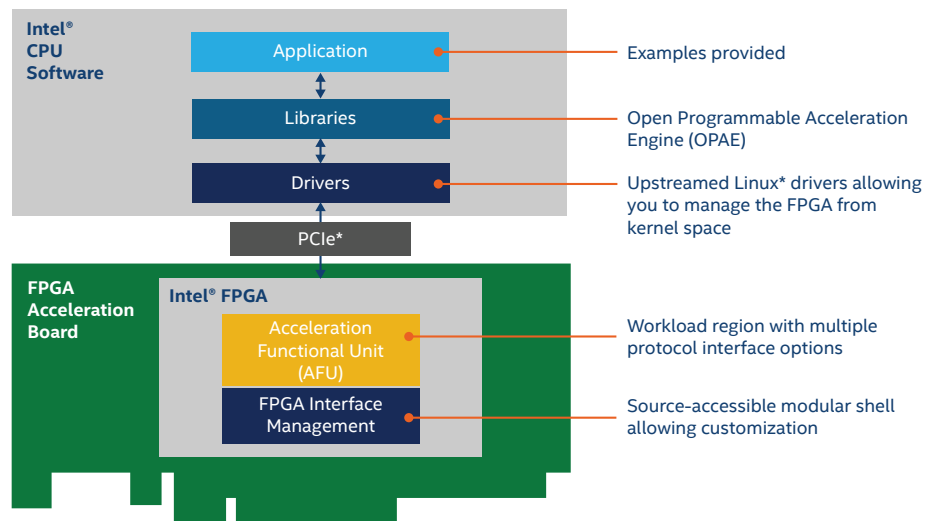 Intel®
CPU
Software
Application
Examples provided
Libraries
Open Programmable Acceleration
Engine (OPAE)
Drivers
Upstreamed Linux* drivers allowing
you to manage the FPGA from
kernel space
PCIe*
FPGA
Acceleration
Board
Intel® FPGA
Acceleration
Functional Unit
(AFU)
Workload region with multiple
protocol interface options
FPGA Interface
Management
Source-accessible modular shell
allowing customization